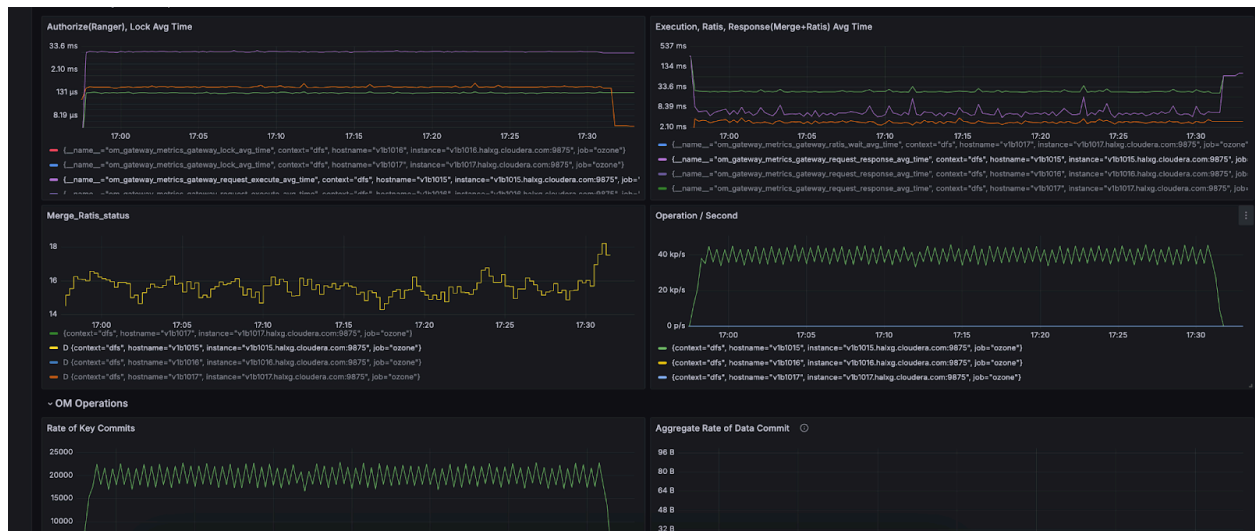 Authorize(Ranger), Lock Avg Time
33.6 ms
2.10 ms
131 µs
8.19 µs
17:00 17:05 17:10 17:15 17:20 17:25 17:30
{__name__="om_gateway_metrics_gateway_lock_avg_time", context="dfs", hostname="v1b1016", instance="v1b1016.halxg.cloudera.com:9875", job="ozone"}
{__name__="om_gateway_metrics_gateway_lock_avg_time", context="dfs", hostname="v1b1017", instance="v1b1017.halxg.cloudera.com:9875", job="ozone"}
{__name__="om_gateway_metrics_gateway_request_execute_avg_time", context="dfs", hostname="v1b1015", instance="v1b1015.halxg.cloudera.com:9875", job="
Execution, Ratis, Response(Merge+Ratis) Avg Time
537 ms
134 ms
33.6 ms
8.39 ms
2.10 ms
17:00 17:05 17:10 17:15 17:20 17:25 17:30
{__name__="om_gateway_metrics_gateway_ratis_wait_avg_time", context="dfs", hostname="v1b1017", instance="v1b1017.halxg.cloudera.com:9875", job="ozone"}
{__name__="om_gateway_metrics_gateway_request_response_avg_time", context="dfs", hostname="v1b1015", instance="v1b1015.halxg.cloudera.com:9875", job
{__name__="om_gateway_metrics_gateway_request_response_avg_time", context="dfs", hostname="v1b1016", instance="v1b1016.halxg.cloudera.com:9875", job
{__name__="om_gateway_metrics_gateway_request_response_avg_time", context="dfs", hostname="v1b1017", instance="v1b1017.halxg.cloudera.com:9875", job=
Merge_Ratis_status
18
16
14
17:00 17:05 17:10 17:15 17:20 17:25 17:30
{context="dfs", hostname="v1b1017", instance="v1b1017.halxg.cloudera.com:9875", job="ozone"}
D {context="dfs", hostname="v1b1015", instance="v1b1015.halxg.cloudera.com:9875", job="ozone"}
D {context="dfs", hostname="v1b1016", instance="v1b1016.halxg.cloudera.com:9875", job="ozone"}
D {context="dfs", hostname="v1b1017", instance="v1b1017.halxg.cloudera.com:9875", job="ozone"}
Operation / Second
40 kp/s
20 kp/s
0 p/s
17:00 17:05 17:10 17:15 17:20 17:25 17:30
{context="dfs", hostname="v1b1015", instance="v1b1015.halxg.cloudera.com:9875", job="ozone"}
{context="dfs", hostname="v1b1016", instance="v1b1016.halxg.cloudera.com:9875", job="ozone"}
{context="dfs", hostname="v1b1017", instance="v1b1017.halxg.cloudera.com:9875", job="ozone"}
OM Operations
Rate of Key Commits
25000
20000
15000
10000
Aggregate Rate of Data Commit
96 B
80 B
64 B
48 B
32 B